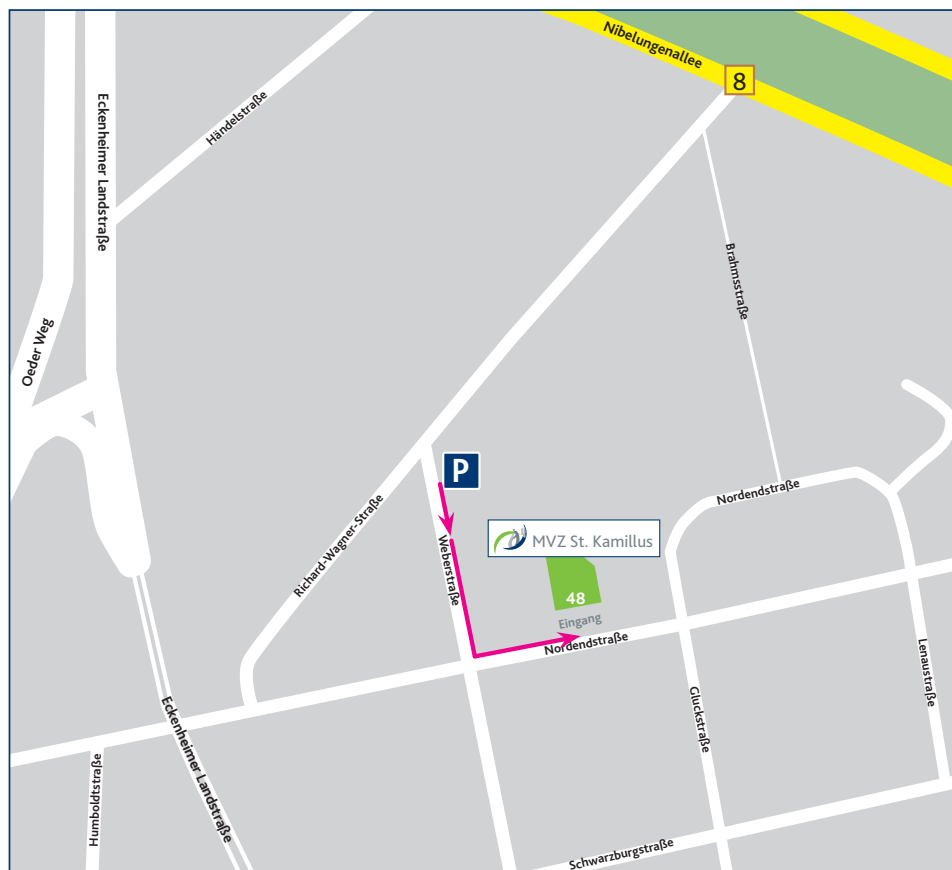 Nibelungenallee
8
Eckenheimer Landstraße
Händelstraße
Brahmsstraße
Oeder Weg
P
Nordendstraße
Richard-Wagner-Straße
Weberstraße
MVZ St. Kamillus
48
Eingang
Nordendstraße
Lenaustraße
Gluckstraße
Eckenheimer Landstraße
Humboldtstraße
Schwarzburgstraße